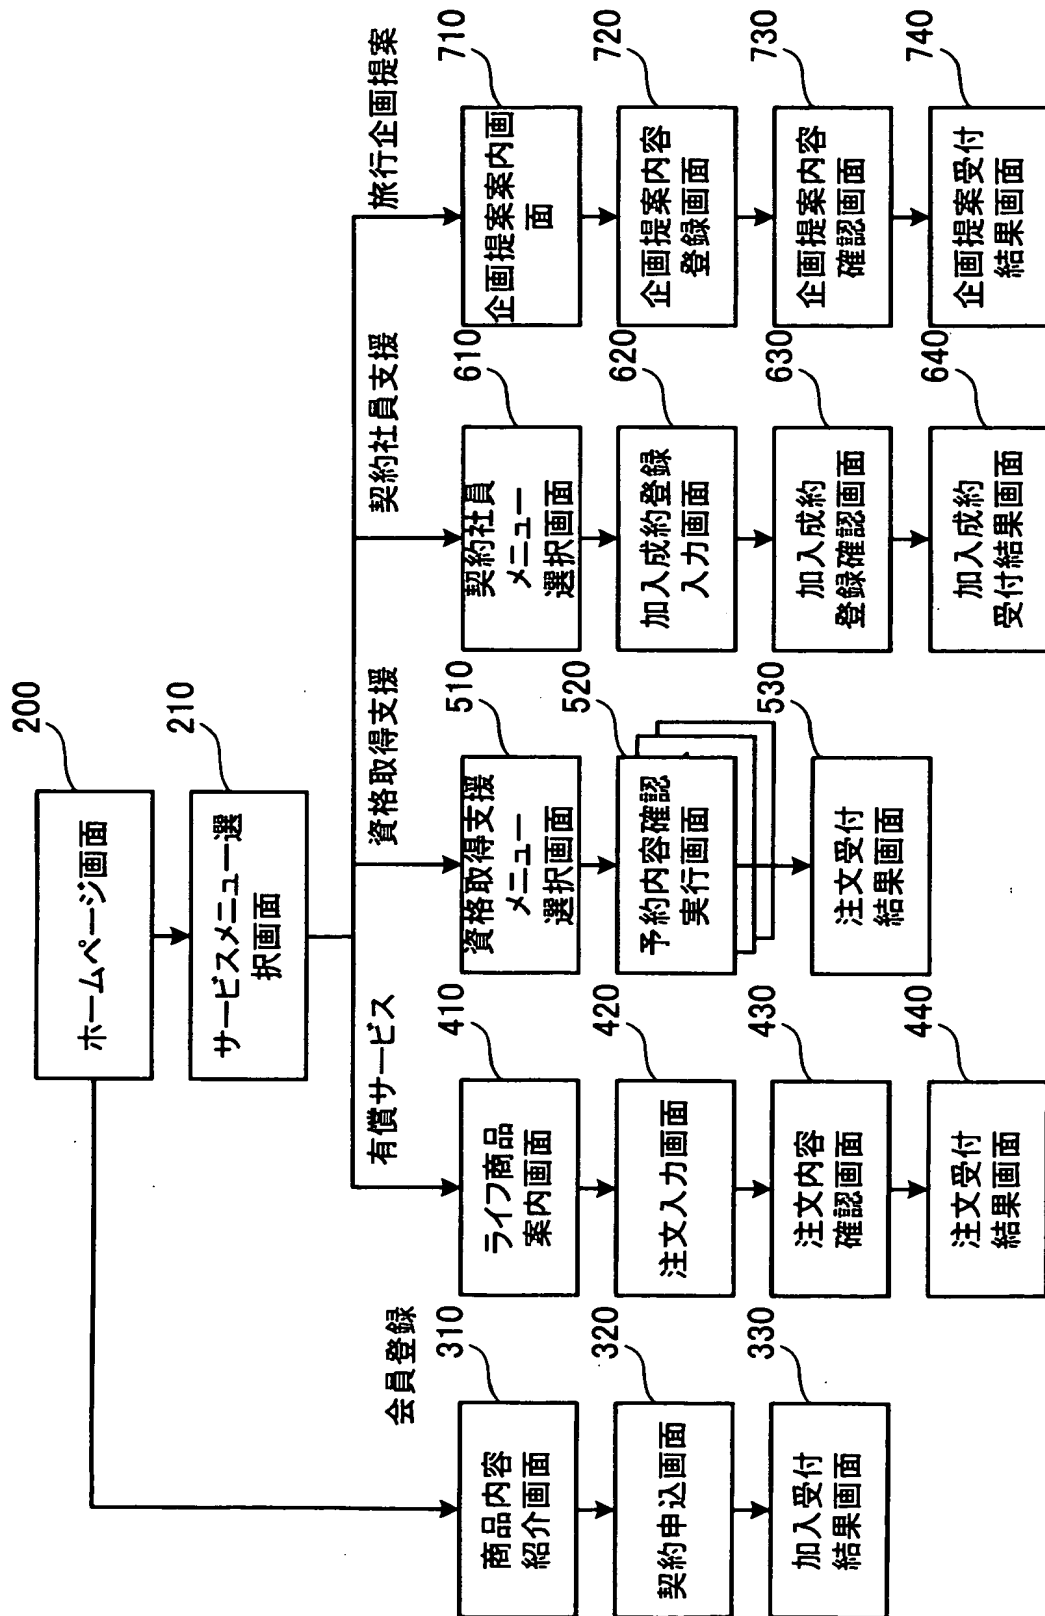 200
ホームページ画面
210
サービスメニュー選
択画面
会員登録
310
商品内容
紹介画面
320
契約申込画面
330
加入受付
結果画面
有償サービス
410
ライフ商品
案内画面
420
注文入力画面
430
注文内容
確認画面
440
注文受付
結果画面
資格取得支援
510
資格取得支援
メニュー
選択画面
520
予約内容確認
実行画面
530
注文受付
結果画面
契約社員支援
610
契約社員
メニュー
選択画面
620
加入成約登録
入力画面
630
加入成約
登録確認画面
640
加入成約
受付結果画面
旅行企画提案
710
企画提案案内画
面
720
企画提案内容
登録画面
730
企画提案内容
確認画面
740
企画提案受付
結果画面